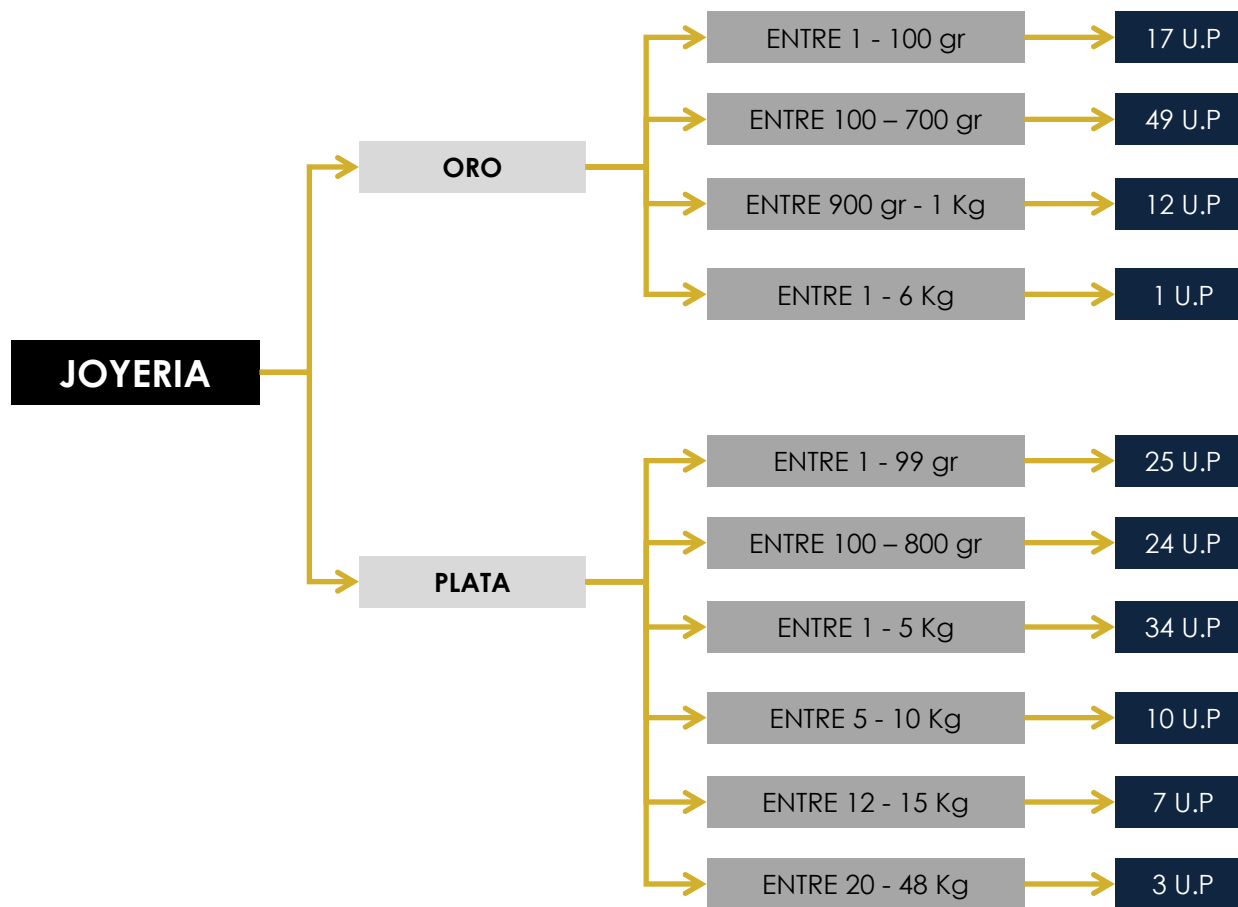 JOYERIA
ORO
ENTRE 1 - 100 gr
17 U.P
ENTRE 100 – 700 gr
49 U.P
ENTRE 900 gr - 1 Kg
12 U.P
ENTRE 1 - 6 Kg
1 U.P
PLATA
ENTRE 1 - 99 gr
25 U.P
ENTRE 100 – 800 gr
24 U.P
ENTRE 1 - 5 Kg
34 U.P
ENTRE 5 - 10 Kg
10 U.P
ENTRE 12 - 15 Kg
7 U.P
ENTRE 20 - 48 Kg
3 U.P